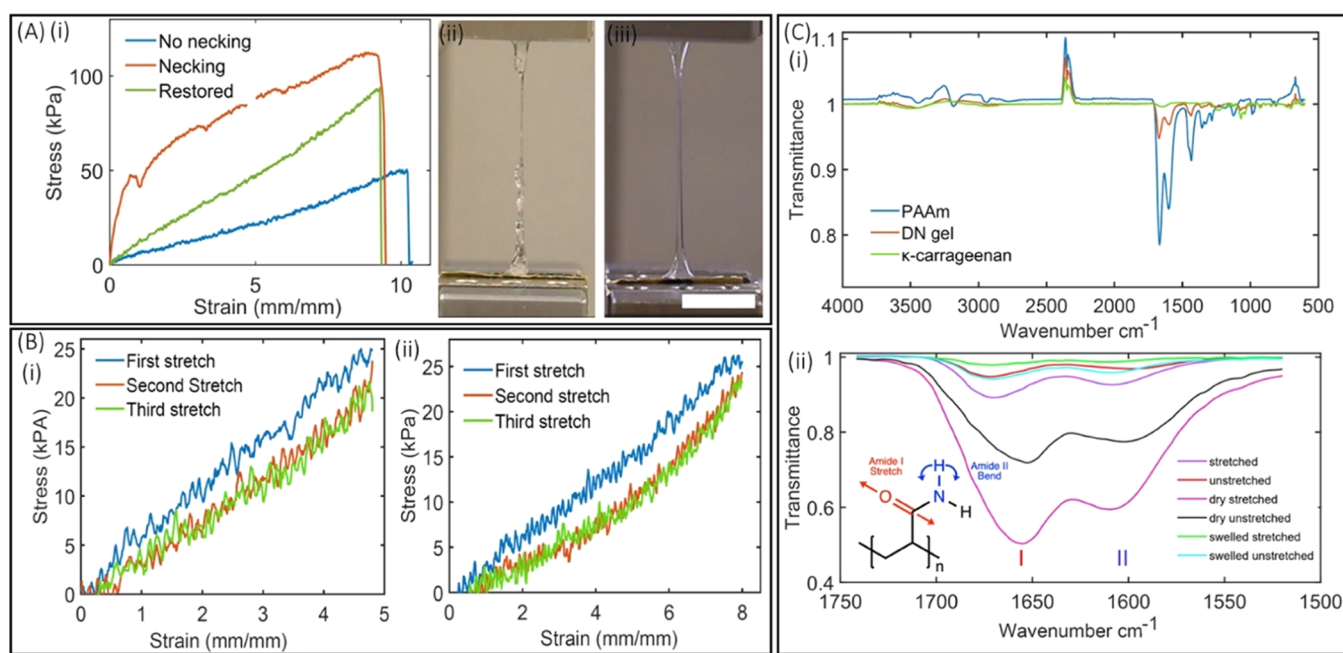 (A) (i)
No necking
Necking
Restored
Stress (kPa)
100
50
0
0 5 10
Strain (mm/mm)
(ii)
(iii)
(B)
(i)
First stretch
Second Stretch
Third stretch
Stress (kPA)
25
20
15
10
5
0
0 1 2 3 4 5
Strain (mm/mm)
(ii)
First stretch
Second stretch
Third stretch
Stress (kPa)
25
20
15
10
5
0
0 2 4 6 8
Strain (mm/mm)
(C)
(i)
Transmittance
1.1
1
0.9
0.8
PAAm
DN gel
κ-carrageenan
4000 3500 3000 2500 2000 1500 1000 500
Wavenumber cm-1
(ii)
Transmittance
1
0.8
0.6
0.4
Amide I
Stretch
Amide II
Bend
O
H
N
H
n
I
II
stretched
unstretched
dry stretched
dry unstretched
swelled stretched
swelled unstretched
1750 1700 1650 1600 1550 1500
Wavenumber cm-1